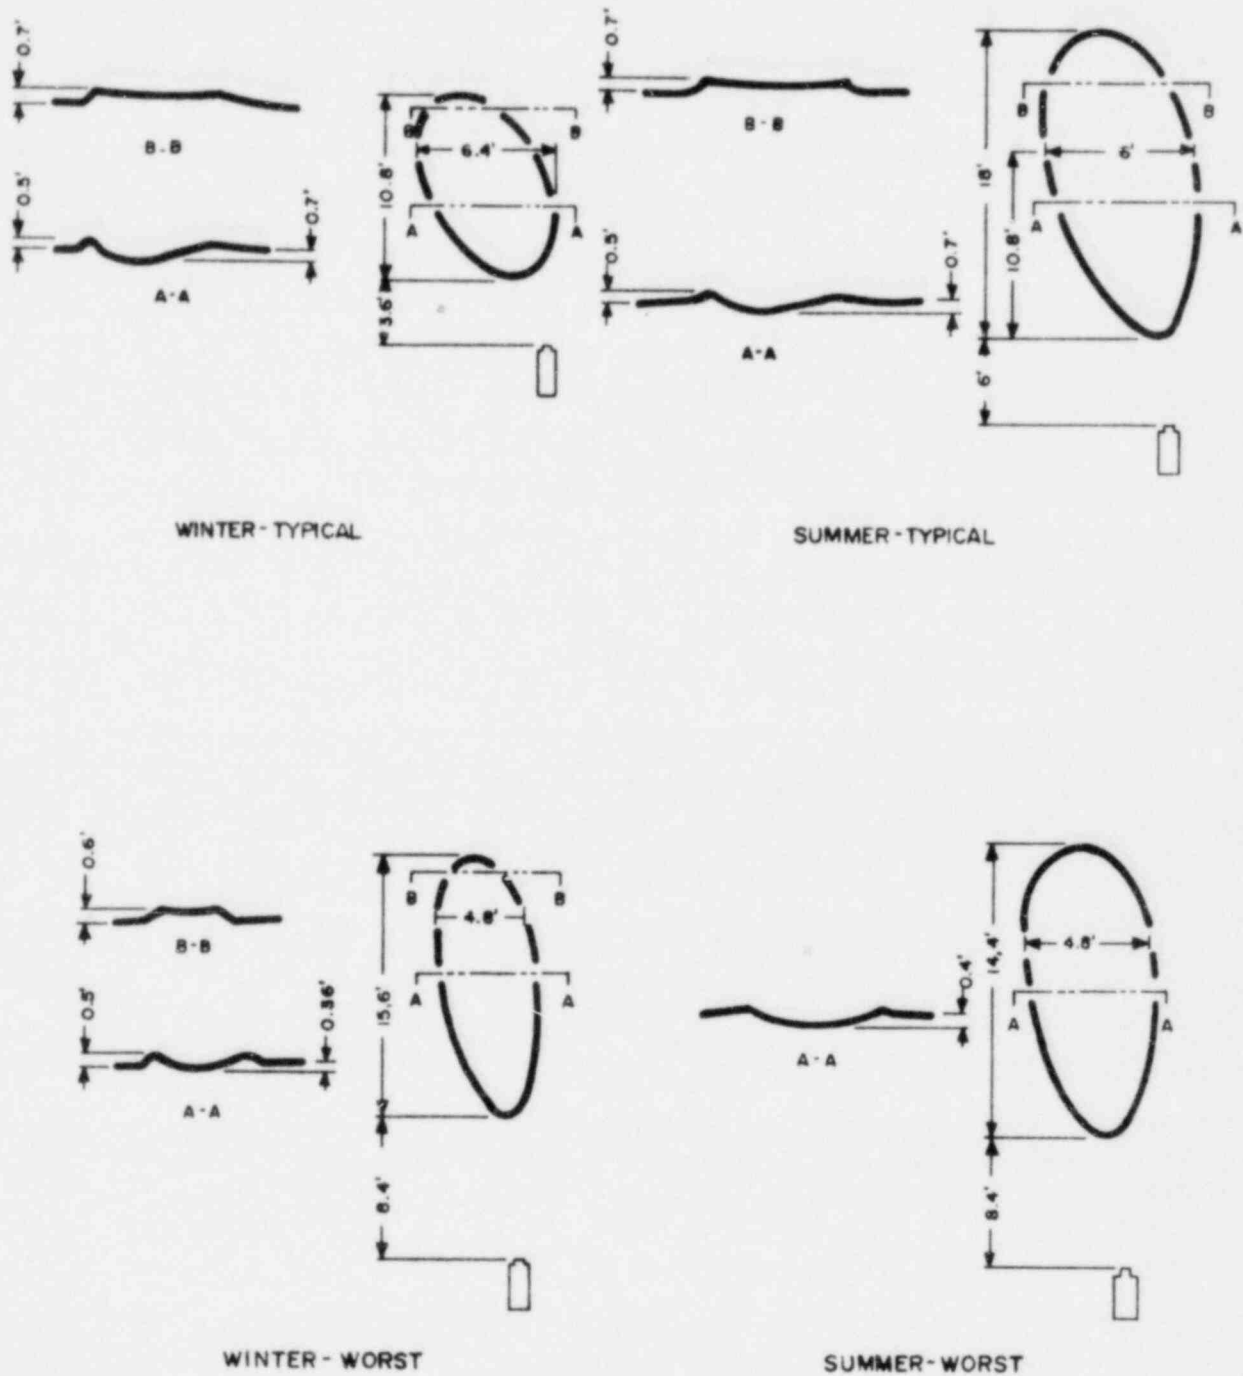 0.7'
B-B
0.5'
0.7'
A-A
10.8'
B
B
6.4'
A
A
3.6'
WINTER-TYPICAL
0.7'
B-B
0.5'
0.7'
A-A
18'
B
B
6'
10.8'
A
A
6'
SUMMER-TYPICAL
0.6'
B-B
0.5'
0.36'
A-A
15.6'
B
B
4.8'
A
A
8.4'
WINTER-WORST
0.4'
A-A
14.4'
4.8'
A
A
8.4'
SUMMER-WORST